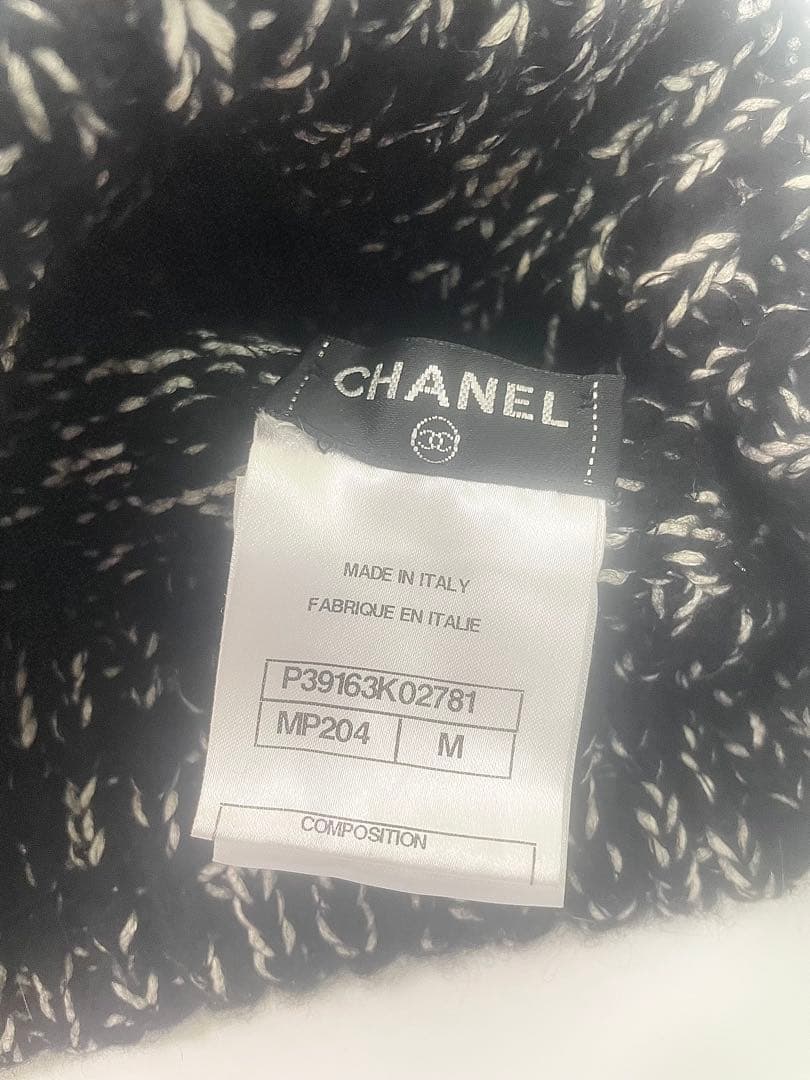 CHANEL
MADE IN ITALY
FABRIQUE EN ITALIE
P39163K02781
MP204 M
COMPOSITION